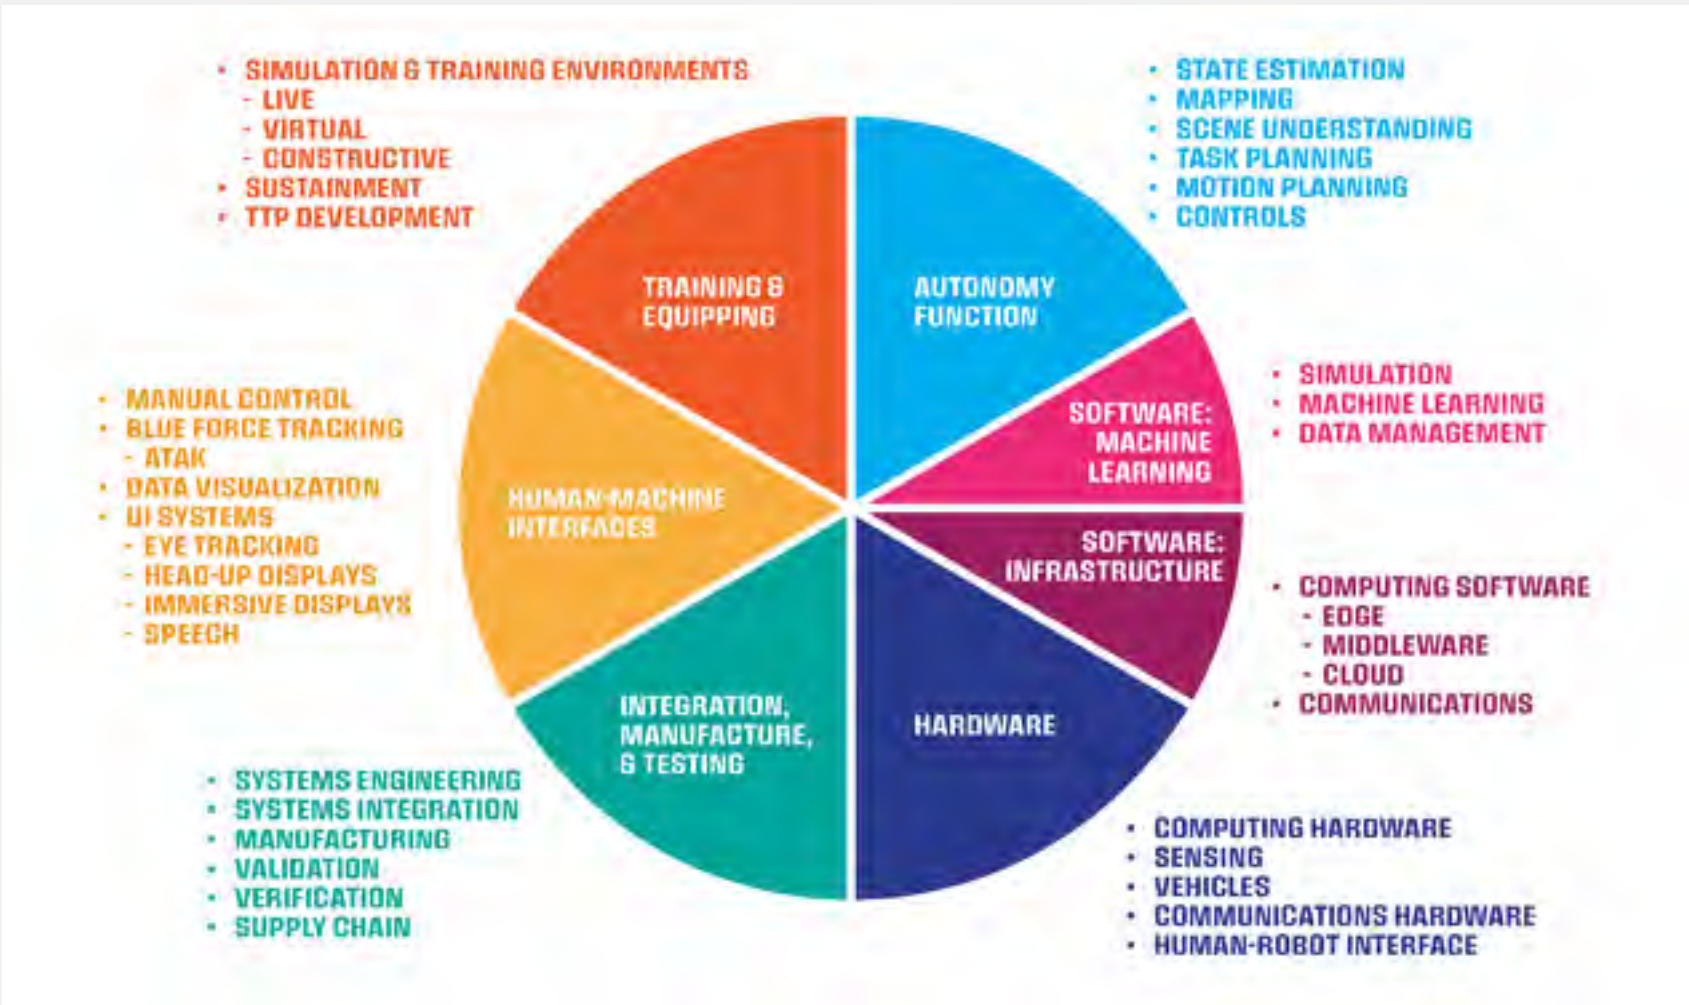 • SIMULATION & TRAINING ENVIRONMENTS
- LIVE
- VIRTUAL
- CONSTRUCTIVE
• SUSTAINMENT
• TTP DEVELOPMENT
• STATE ESTIMATION
• MAPPING
• SCENE UNDERSTANDING
• TASK PLANNING
• MOTION PLANNING
• CONTROLS
TRAINING &
EQUIPPING
AUTONOMY
FUNCTION
• MANUAL CONTROL
• BLUE FORCE TRACKING
- ATAK
• DATA VISUALIZATION
• UI SYSTEMS
- EYE TRACKING
- HEAD-UP DISPLAYS
- IMMERSIVE DISPLAYS
- SPEECH
HUMAN-MACHINE
INTERFACES
SOFTWARE:
MACHINE
LEARNING
• SIMULATION
• MACHINE LEARNING
• DATA MANAGEMENT
SOFTWARE:
INFRASTRUCTURE
• COMPUTING SOFTWARE
- EDGE
- MIDDLEWARE
- CLOUD
• COMMUNICATIONS
INTEGRATION,
MANUFACTURE,
& TESTING
HARDWARE
• SYSTEMS ENGINEERING
• SYSTEMS INTEGRATION
• MANUFACTURING
• VALIDATION
• VERIFICATION
• SUPPLY CHAIN
• COMPUTING HARDWARE
• SENSING
• VEHICLES
• COMMUNICATIONS HARDWARE
• HUMAN-ROBOT INTERFACE